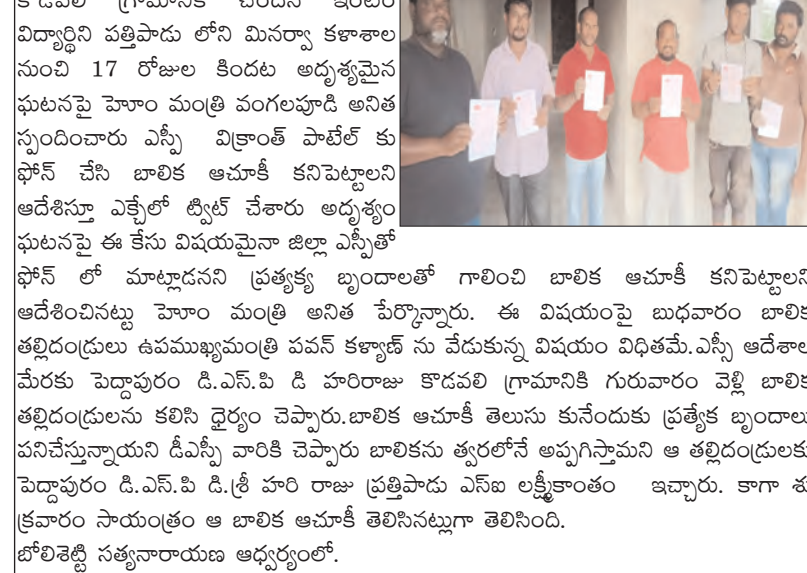 కొడవలి గ్రామానికి చెందిన ఇంటర్
విద్యార్థిని పత్తిపాడు లోని మినర్వా కళాశాల
నుంచి 17 రోజుల కిందట అదృశ్యమైన
ఘటనపై హెూం మంత్రి వంగలపూడి అనిత
స్పందించారు ఎస్పీ విక్రాంత్ పాటేల్ కు
ఫోన్ చేసి బాలిక ఆచూకీ కనిపెట్టాలని
ఆదేశిస్తూ ఎక్స్‌లో ట్విట్ చేశారు అదృశ్యం
ఘటనపై ఈ కేసు విషయమైనా జిల్లా ఎస్పీతో
ఫోన్ లో మాట్లాడనని ప్రత్యక్య బృందాలతో గాలించి బాలిక ఆచూకీ కనిపెట్టాలని
ఆదేశించినట్టు హెూం మంత్రి అనిత పేర్కొన్నారు. ఈ విషయంపై బుధవారం బాలిక
తల్లిదండ్రులు ఉపముఖ్యమంత్రి పవన్ కళ్యాణ్ ను వేడుకున్న విషయం విధితమే.ఎస్పీ ఆదేశాల
మేరకు పెద్దాపురం డి.ఎస్.పి డి హరిరాజు కొడవలి గ్రామానికి గురువారం వెళ్లి బాలిక
తల్లిదండ్రులను కలిసి ధైర్యం చెప్పారు.బాలిక ఆచూకీ తెలుసు కునేందుకు ప్రత్యేక బృందాలు
పనిచేస్తున్నాయని డీఎస్పీ వారికి చెప్పారు బాలికను త్వరలోనే అప్పగిస్తామని ఆ తల్లిదండ్రులకు
పెద్దాపురం డి.ఎస్.పి డి.శ్రీ హరి రాజు ప్రత్తిపాడు ఎస్ఐ లక్ష్మీకాంతం ఇచ్చారు. కాగా శు
క్రవారం సాయంత్రం ఆ బాలిక ఆచూకీ తెలిసినట్లుగా తెలిసింది.
బోలిశెట్టి సత్యనారాయణ ఆధ్వర్యంలో.